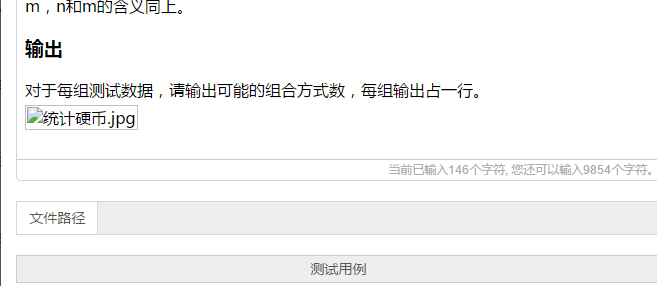 m，n和m的含义同上。
输出
对于每组测试数据，请输出可能的组合方式数，每组输出占一行。
统计硬币.jpg
当前已输入146个字符, 您还可以输入9854个字符。
文件路径
测试用例